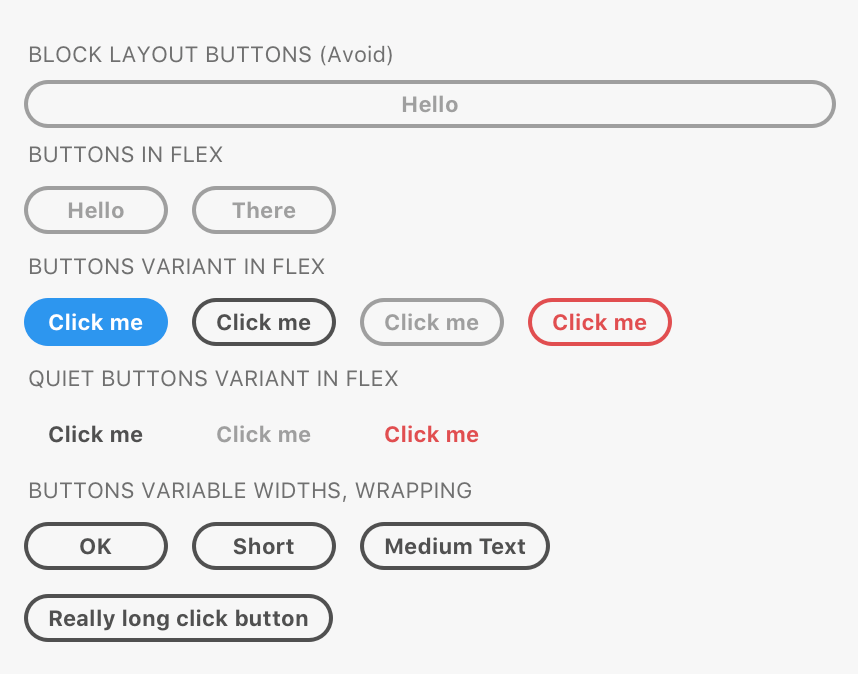 BLOCK LAYOUT BUTTONS (Avoid)
Hello
BUTTONS IN FLEX
Hello There
BUTTONS VARIANT IN FLEX
Click me Click me Click me Click me
QUIET BUTTONS VARIANT IN FLEX
Click me Click me Click me
BUTTONS VARIABLE WIDTHS, WRAPPING
OK Short Medium Text
Really long click button